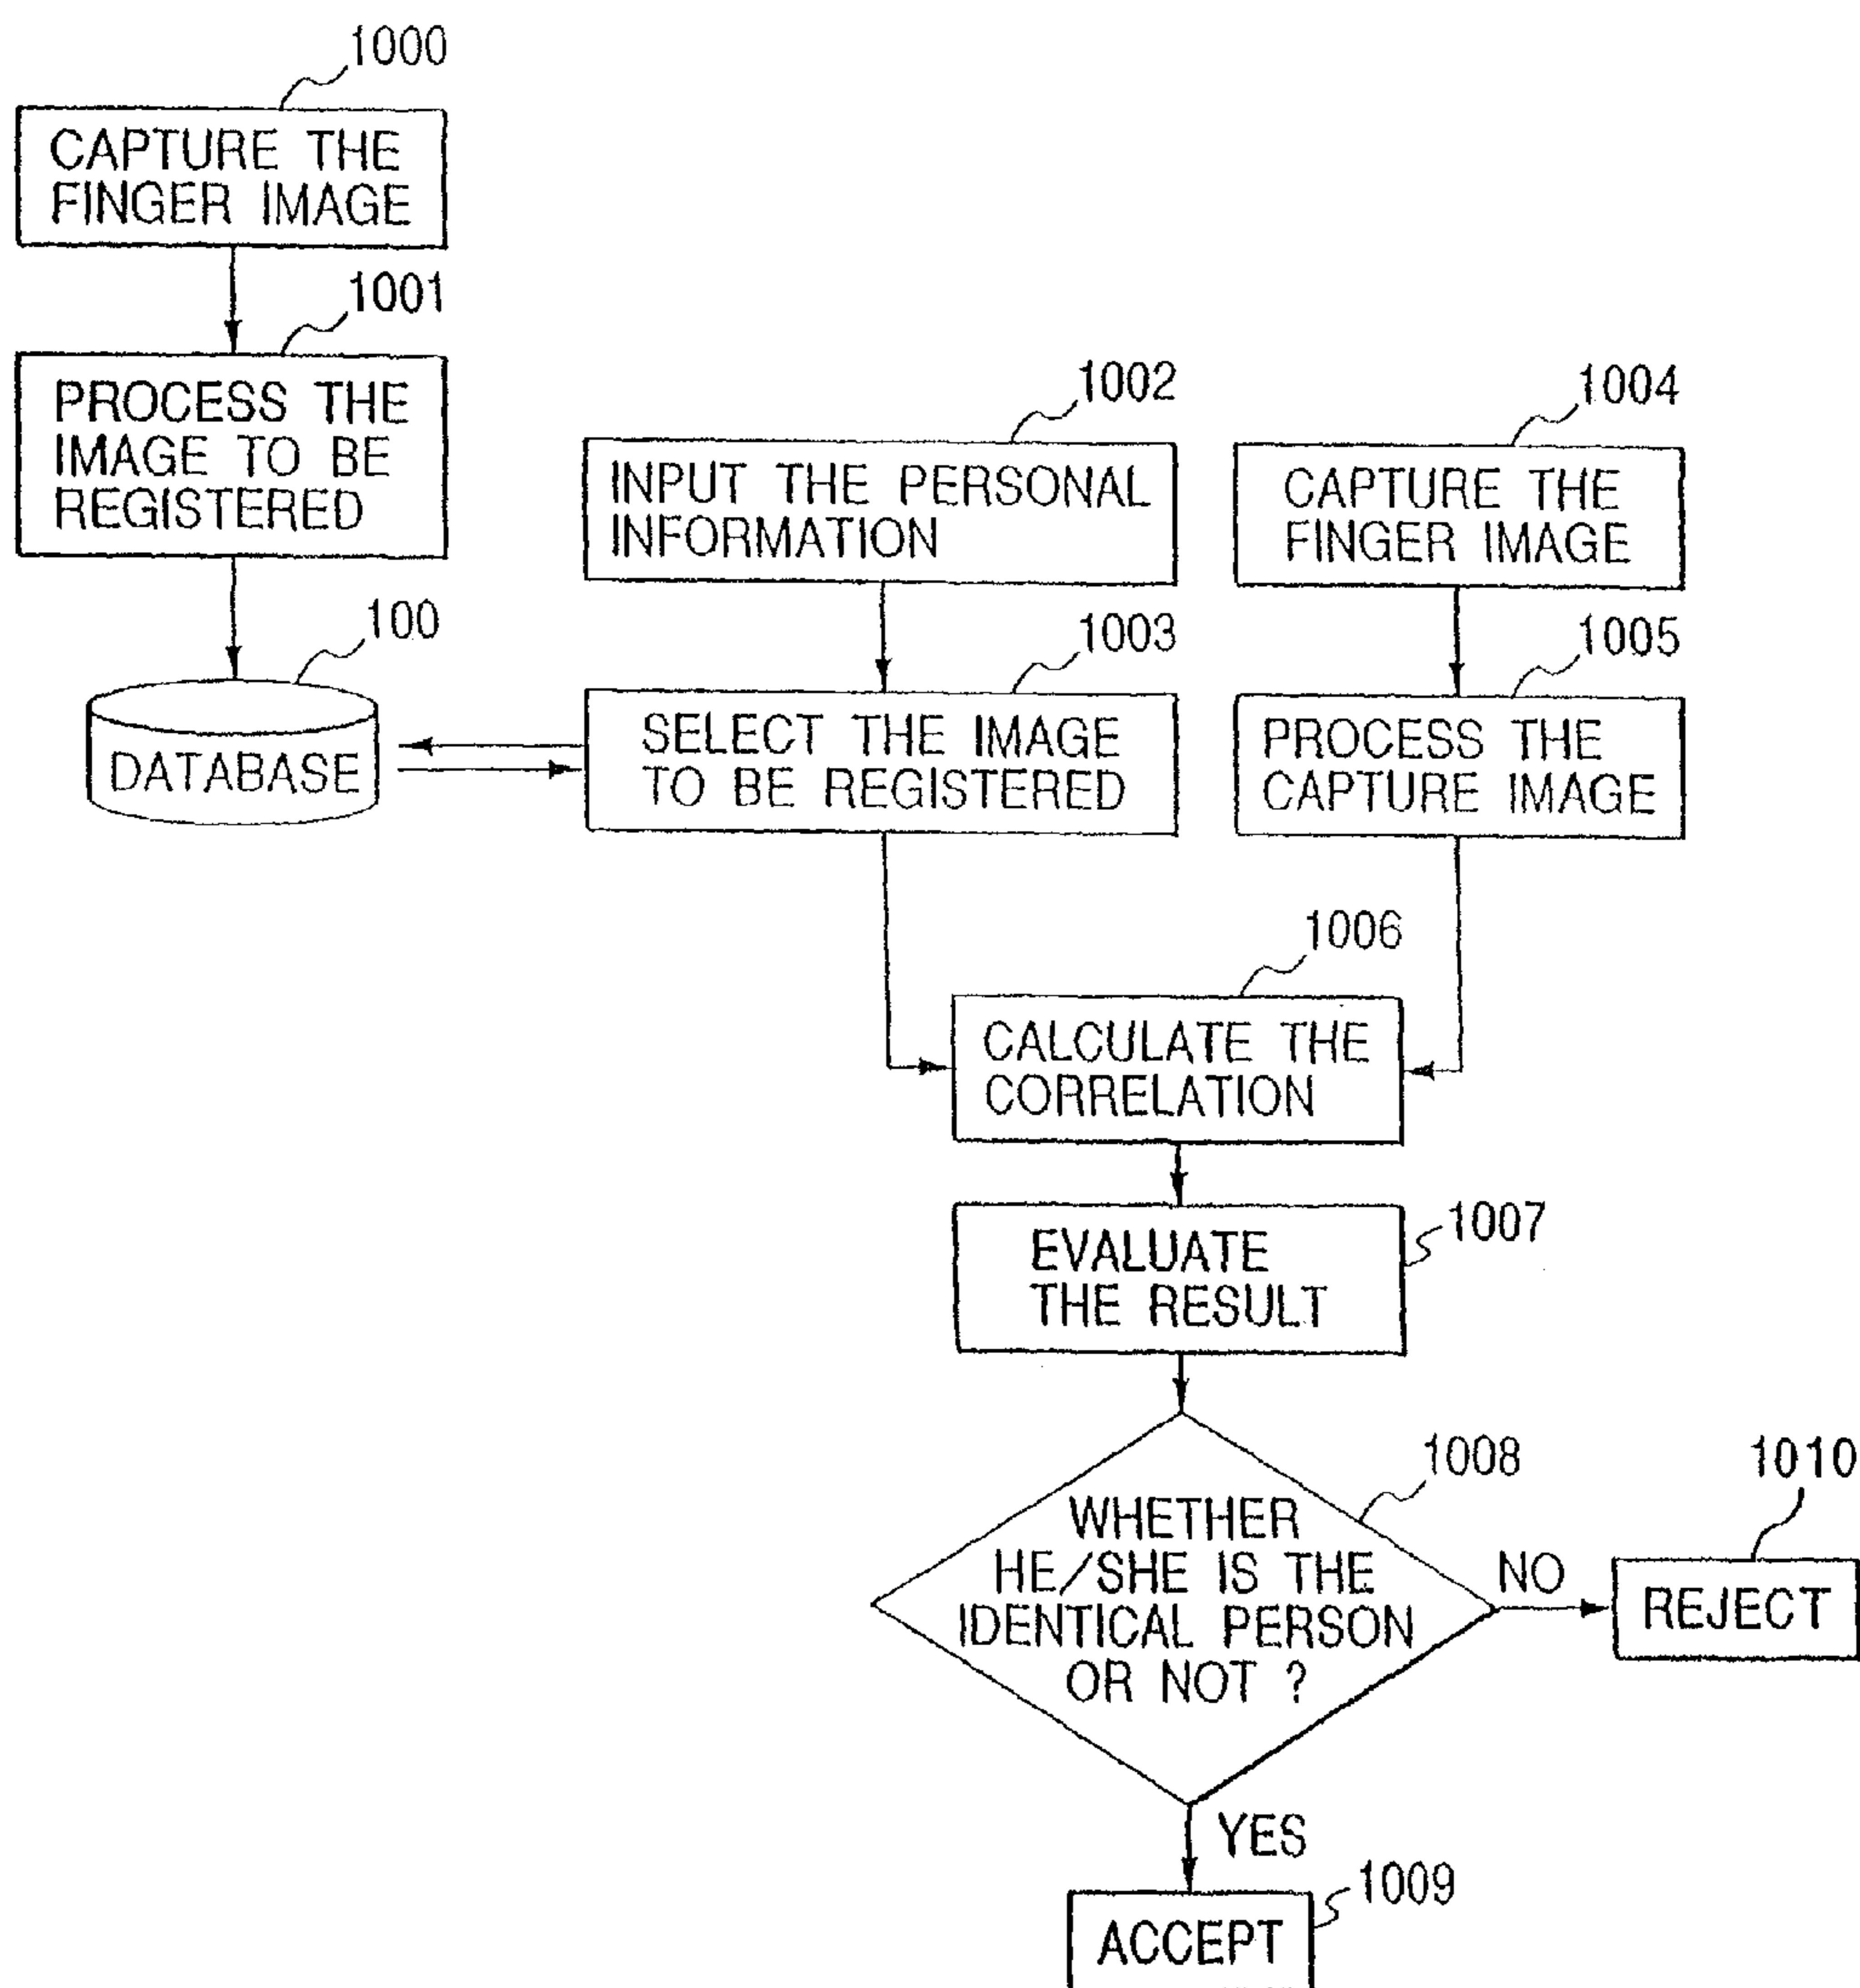 1000
CAPTURE THE
FINGER IMAGE
1001
PROCESS THE
IMAGE TO BE
REGISTERED
100
DATABASE
1002
INPUT THE PERSONAL
INFORMATION
1003
SELECT THE IMAGE
TO BE REGISTERED
1004
CAPTURE THE
FINGER IMAGE
1005
PROCESS THE
CAPTURE IMAGE
1006
CALCULATE THE
CORRELATION
1007
EVALUATE
THE RESULT
1008
WHETHER
HE/SHE IS THE
IDENTICAL PERSON
OR NOT ?
NO
1010
REJECT
YES
1009
ACCEPT